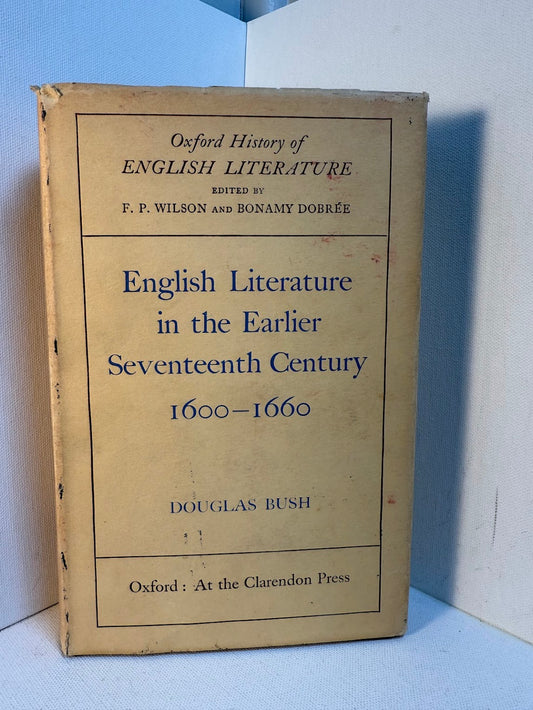 Oxford History of
ENGLISH LITERATURE
EDITED BY
F. P. WILSON AND BONAMY DOBRÉE
English Literature
in the Earlier
Seventeenth Century
1600–1660
DOUGLAS BUSH
Oxford : At the Clarendon Press